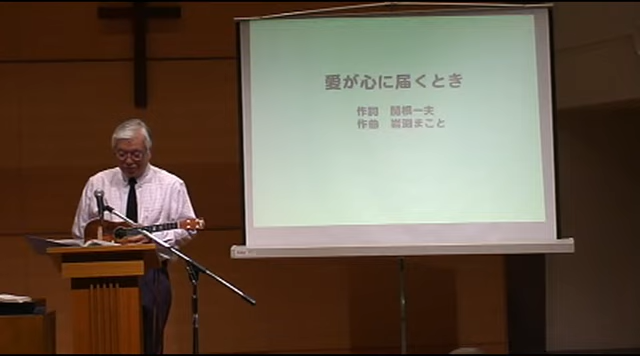 愛が心に届くとき
作詞 関根一夫
作曲 岩渕まこと